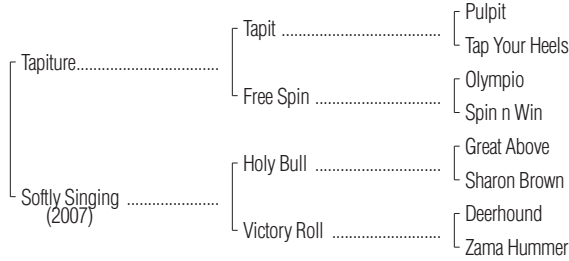 Pulpit
Tapit ........................................
Tap Your Heels
Tapiture...................................
Olympio
Free Spin ................................
Spin n Win
Great Above
Holy Bull ..................................
Sharon Brown
Softly Singing .......................
(2007)
Deerhound
Victory Roll ............................
Zama Hummer